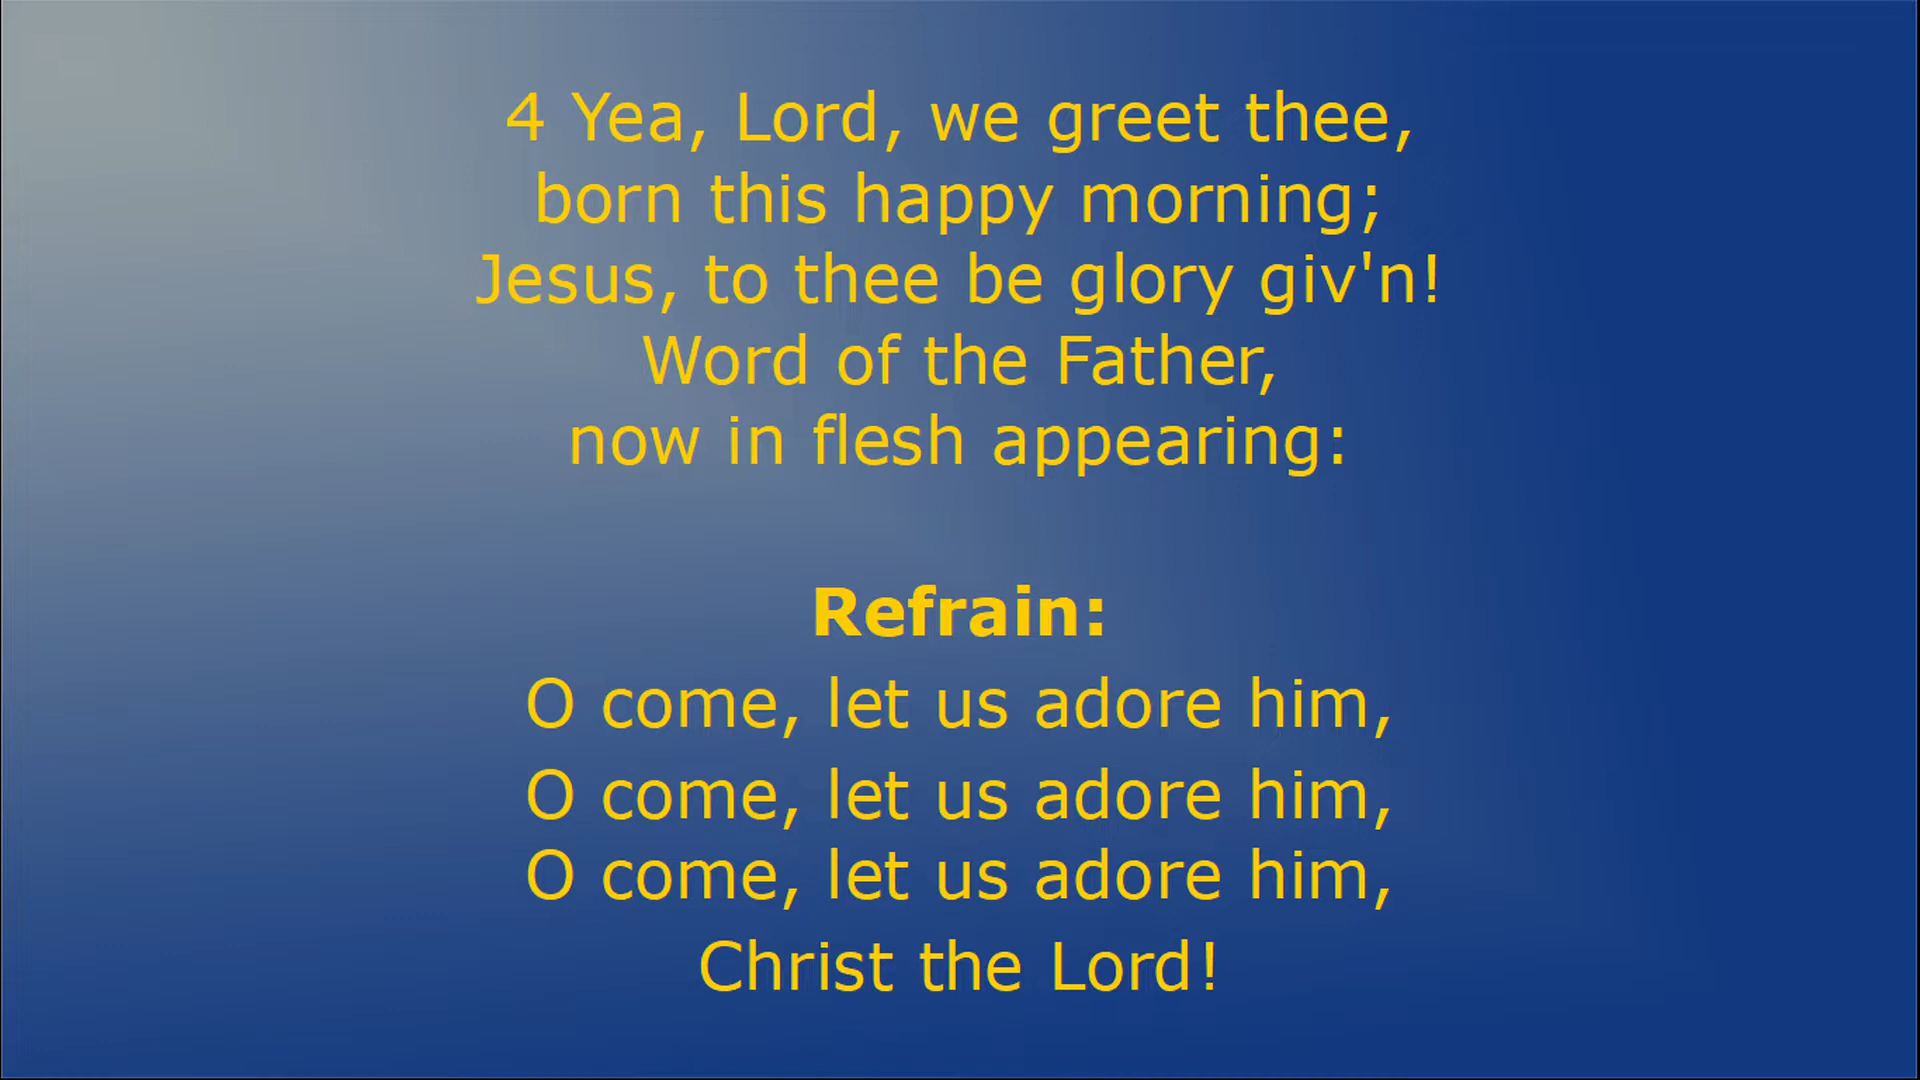 4 Yea, Lord, we greet thee,
born this happy morning;
Jesus, to thee be glory giv'n!
Word of the Father,
now in flesh appearing:
Refrain:
O come, let us adore him,
O come, let us adore him,
O come, let us adore him,
Christ the Lord!